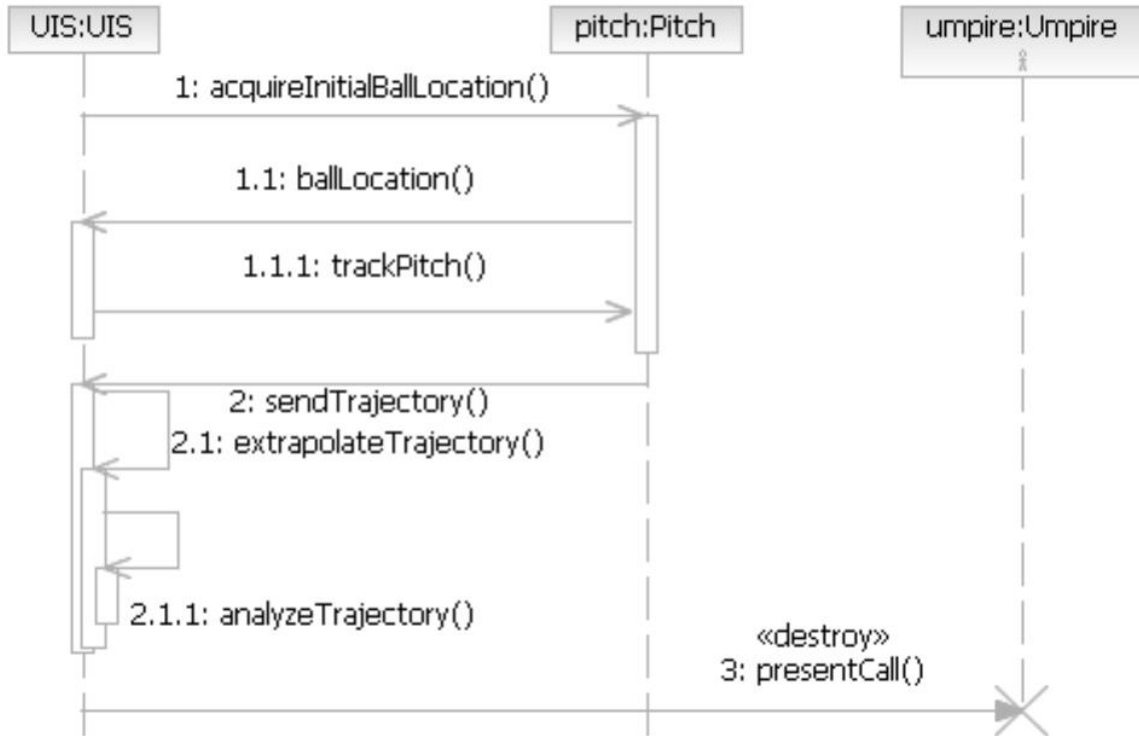 UIS:UIS
pitch:Pitch
umpire:Umpire
1: acquireInitialBallLocation()
1.1: ballLocation()
1.1.1: trackPitch()
2: sendTrajectory()
2.1: extrapolateTrajectory()
2.1.1: analyzeTrajectory()
«destroy»
3: presentCall()